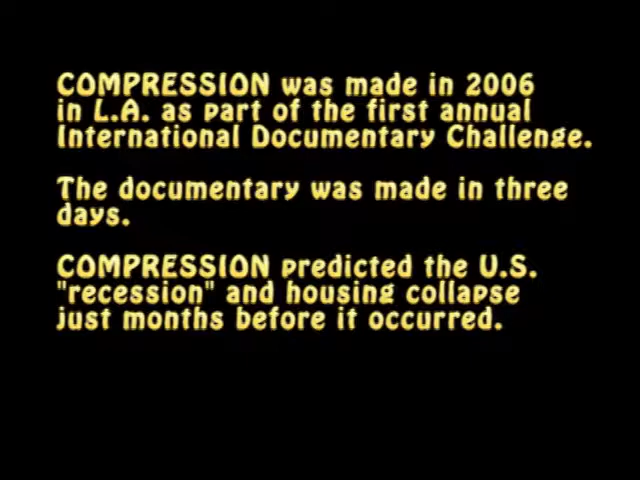 COMPRESSION was made in 2006
in L.A. as part of the first annual
International Documentary Challenge.
The documentary was made in three
days.
COMPRESSION predicted the U.S.
"recession" and housing collapse
just months before it occurred.